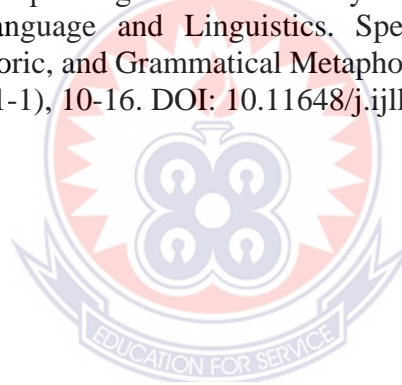 anguage and Linguistics. Spe
oric, and Grammatical Metapho
1-1), 10-16. DOI: 10.11648/j.ijll
EDUCATION FOR SERVICE